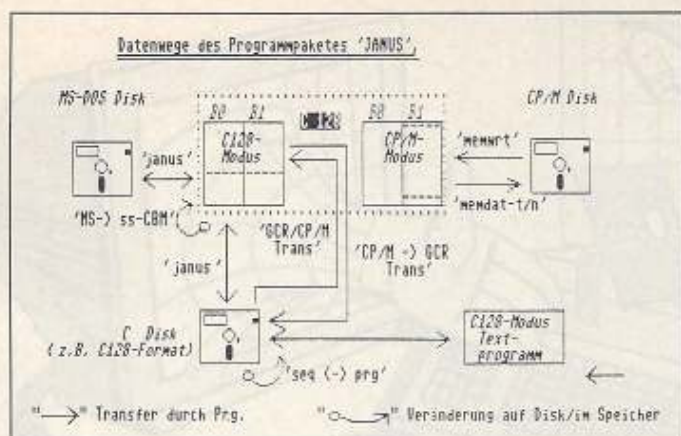 Datenwege des Programmpaketes 'JANUS',
MS-DOS Disk
CP/M Disk
B0 B1
B0 B1
C128-
Modus
C 128
CP/M-
Modus
'janus'
'memwrt'
'memdat-t/n'
'MS-> ss-CBM'
'GCR/CP/M
Trans'
'CP/M -> GCR
Trans'
'janus'
C Disk
(z.B. C128-Format)
C128-Modus
Text-
programm
'seq <-> prg'
"→" Transfer durch Prg.
"o→" Veränderung auf Disk/im Speicher